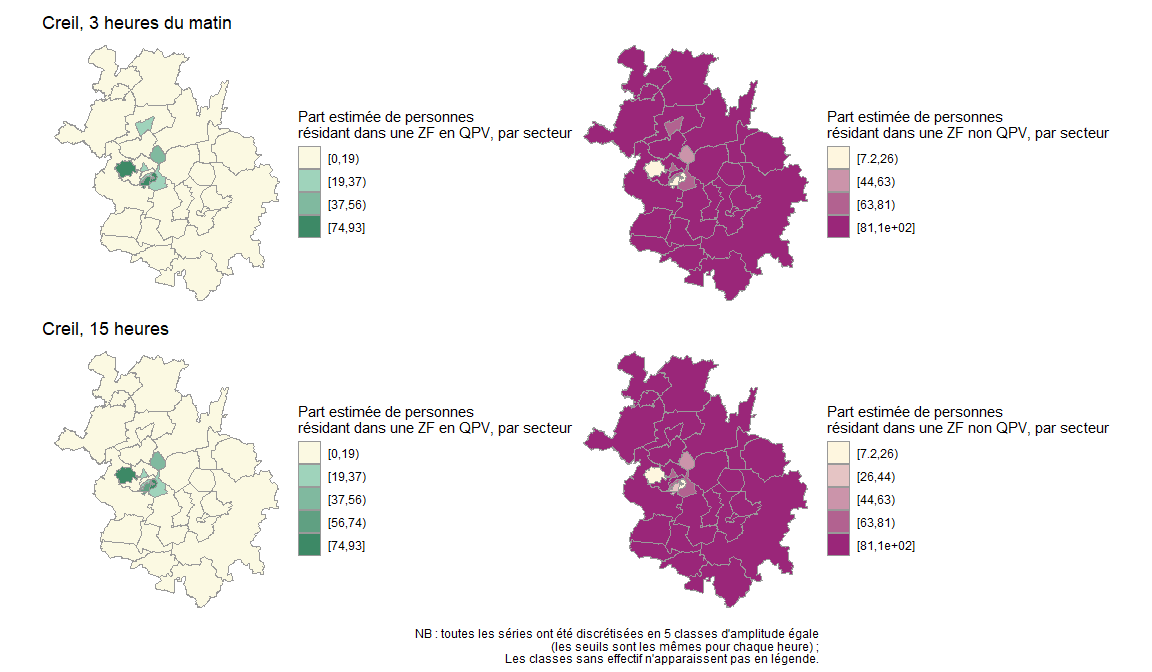 Creil, 3 heures du matin
Part estimée de personnes
résidant dans une ZF en QPV, par secteur
[0,19)
[19,37)
[37,56)
[74,93]
Part estimée de personnes
résidant dans une ZF non QPV, par secteur
[7.2,26)
[44,63)
[63,81)
[81,1e+02]
Creil, 15 heures
Part estimée de personnes
résidant dans une ZF en QPV, par secteur
[0,19)
[19,37)
[37,56)
[56,74)
[74,93]
Part estimée de personnes
résidant dans une ZF non QPV, par secteur
[7.2,26)
[26,44)
[44,63)
[63,81)
[81,1e+02]
NB : toutes les séries ont été discrétisées en 5 classes d'amplitude égale
(les seuils sont les mêmes pour chaque heure) ;
Les classes sans effectif n'apparaissent pas en légende.